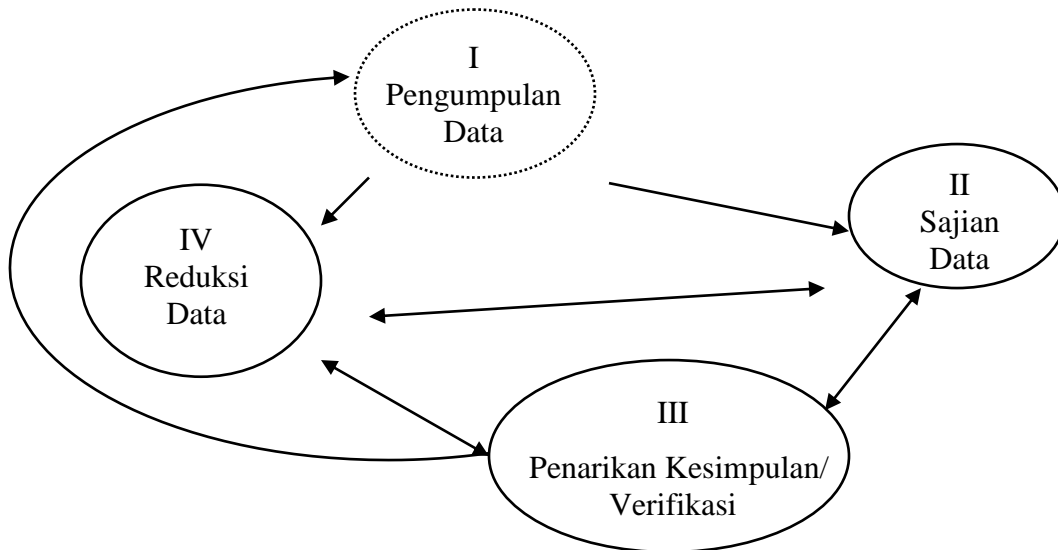 I
Pengumpulan
Data
II
Sajian
Data
IV
Reduksi
Data
III
Penarikan Kesimpulan/
Verifikasi